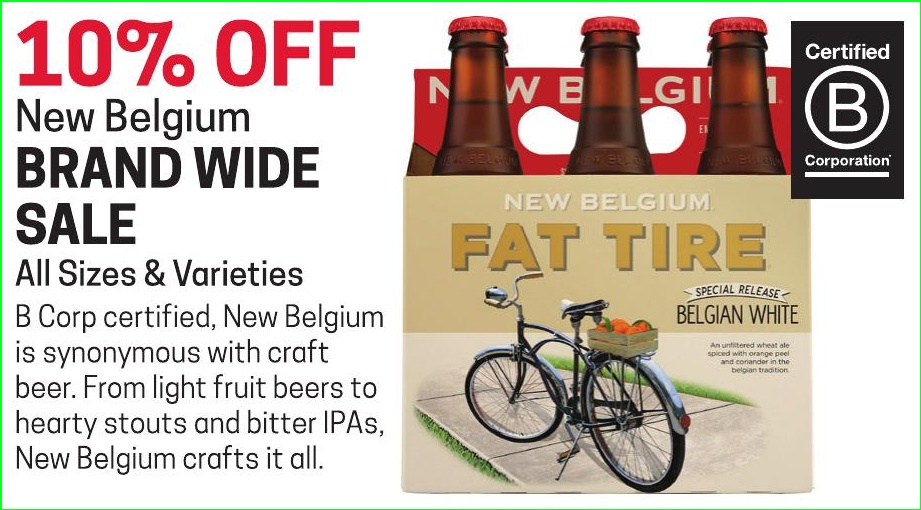 10% OFF
New Belgium
BRAND WIDE
SALE
All Sizes & Varieties
B Corp certified, New Belgium
is synonymous with craft
beer. From light fruit beers to
hearty stouts and bitter IPAs,
New Belgium crafts it all.
NEW BELGIUM
FAT TIRE
SPECIAL RELEASE
BELGIAN WHITE
An unfiltered wheat ale
spiced with orange peel
and coriander in the
belgian tradition.
Certified
B
Corporation